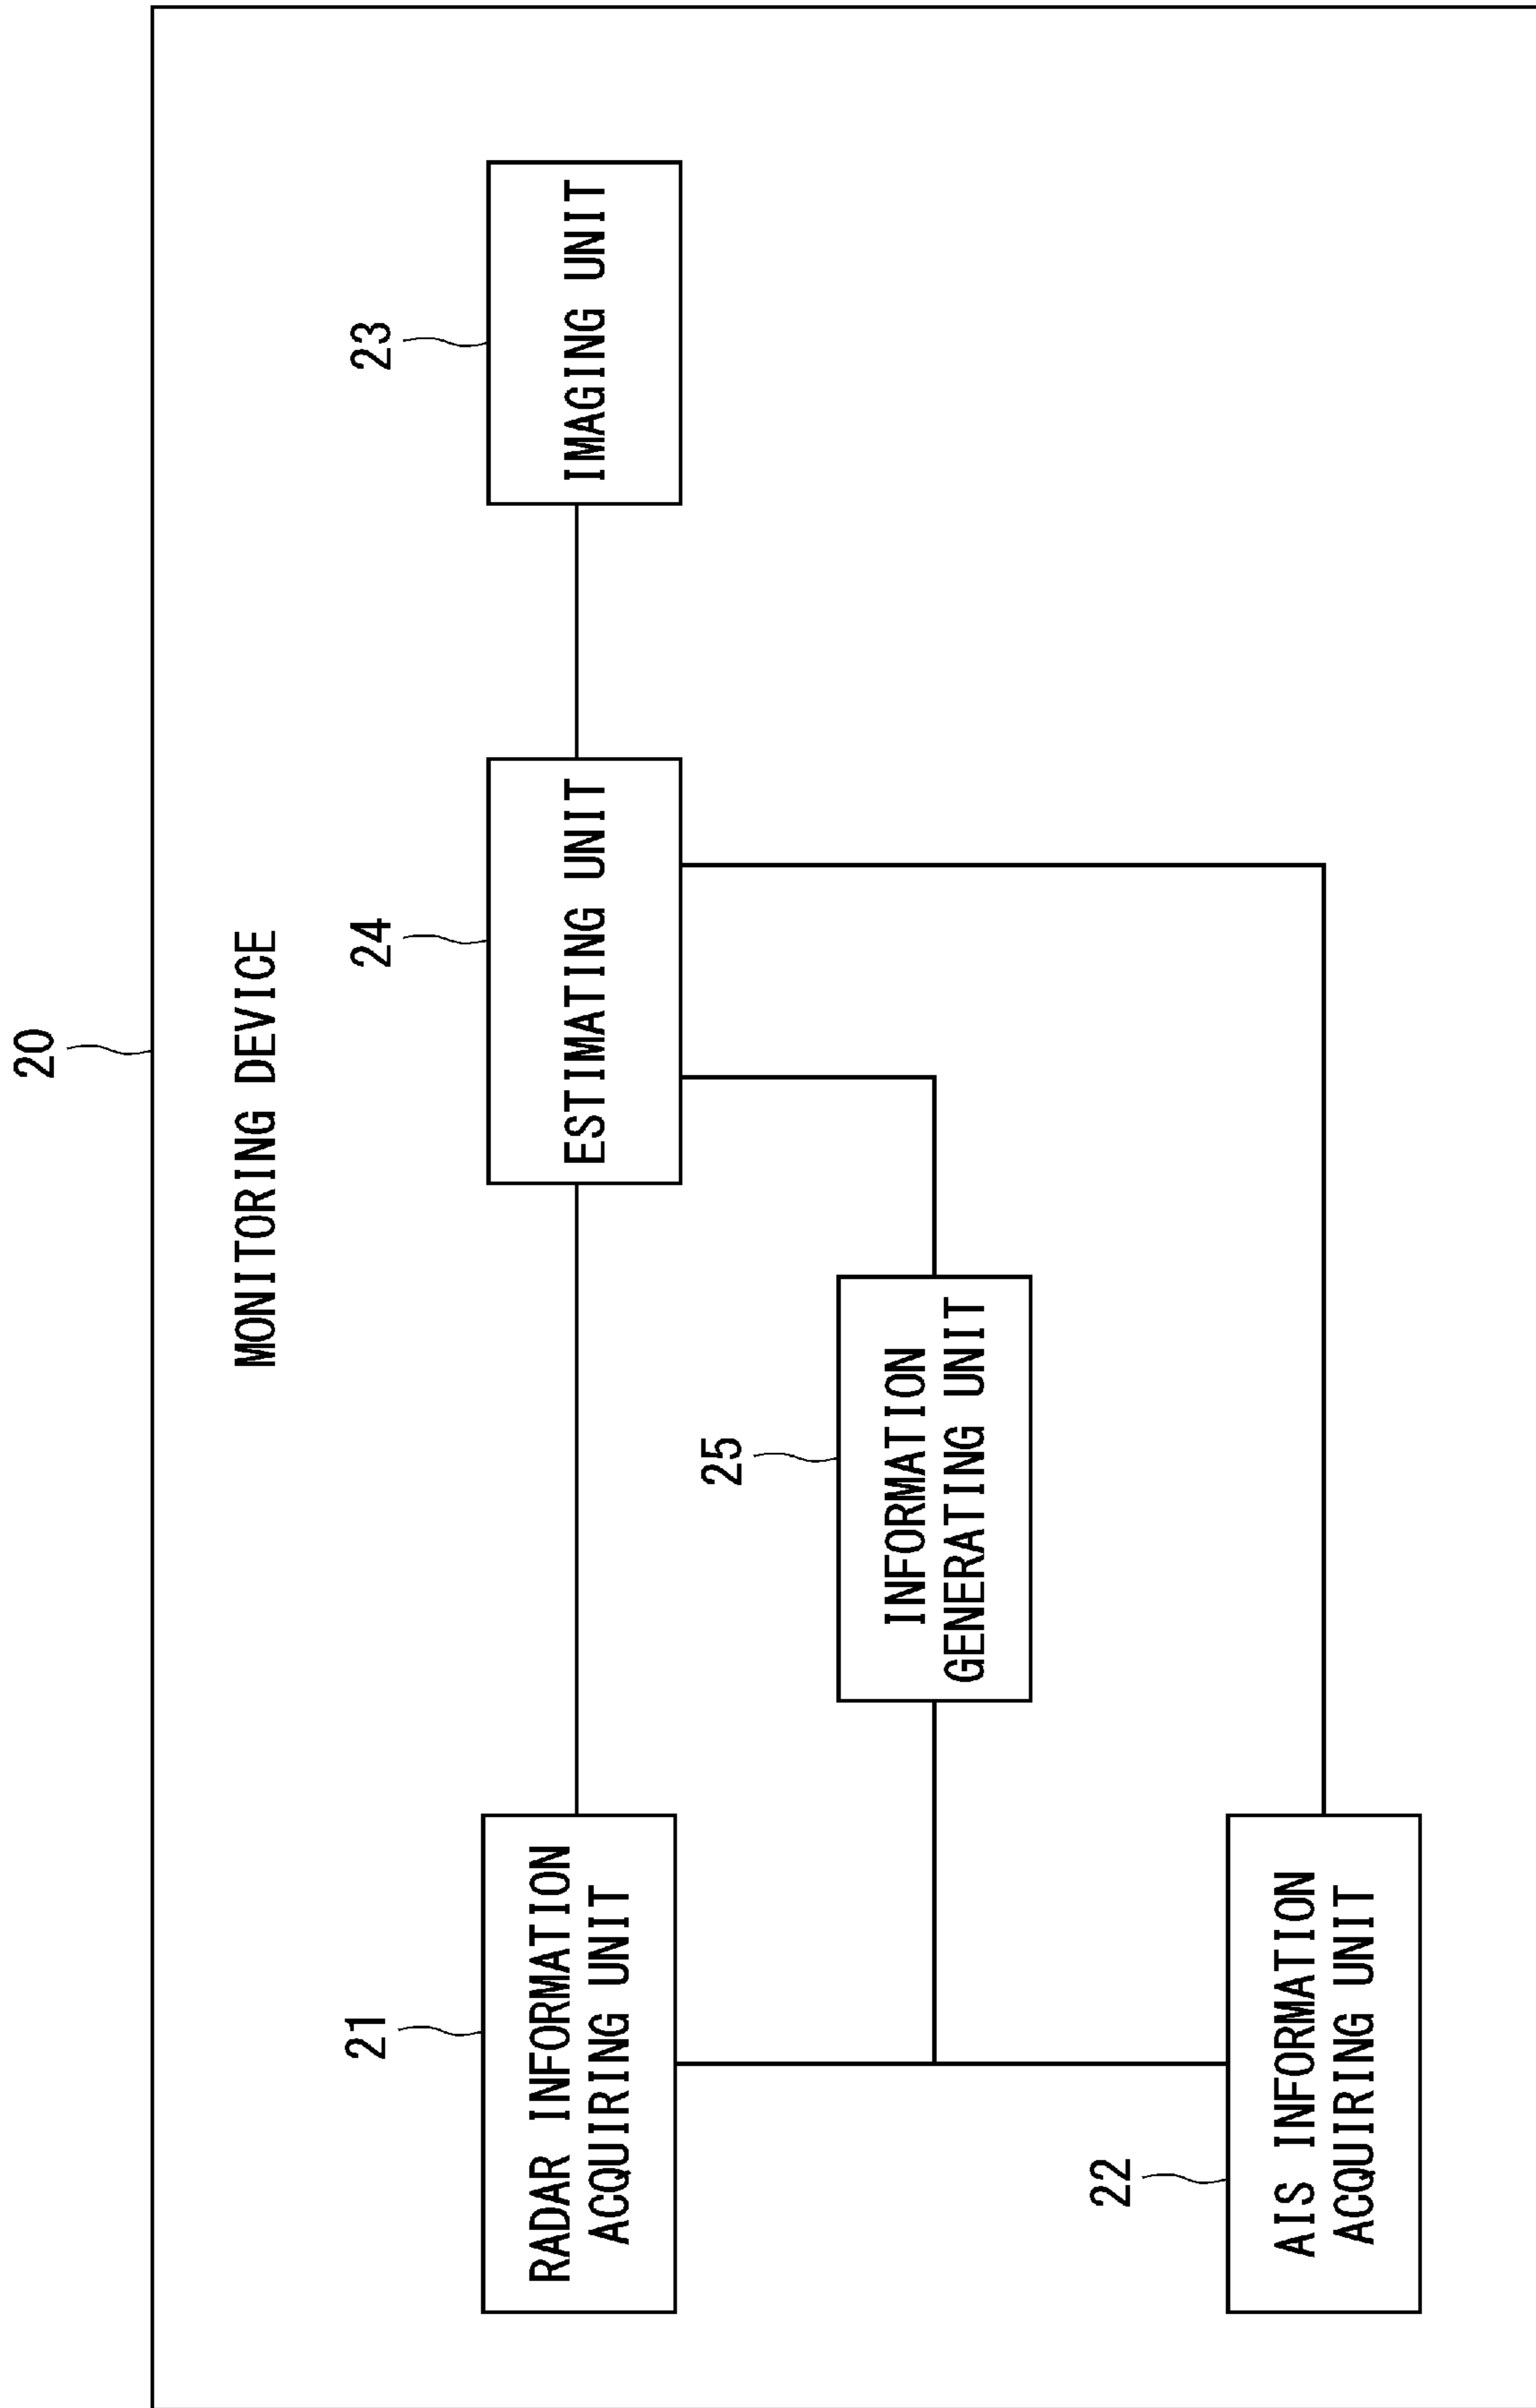 20
MONITORING DEVICE
21
RADAR INFORMATION
ACQUIRING UNIT
24
ESTIMATING UNIT
23
IMAGING UNIT
25
INFORMATION
GENERATING UNIT
22
AIS INFORMATION
ACQUIRING UNIT